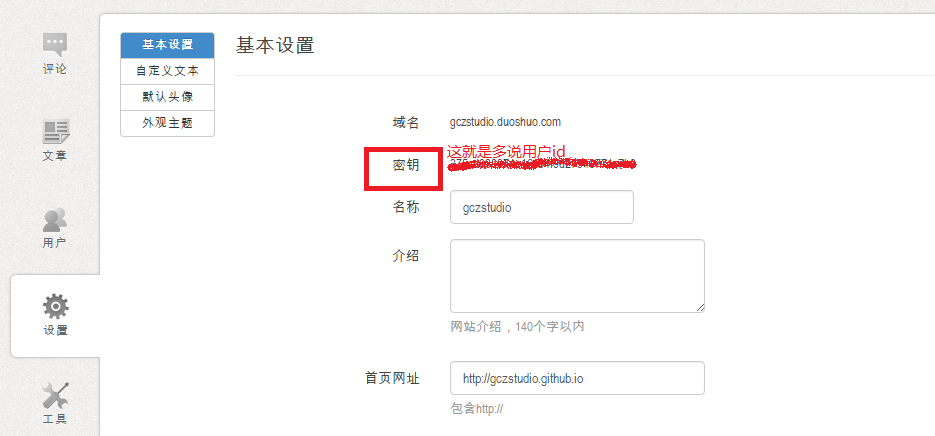 评论
文章
用户
设置
工具
基本设置
自定义文本
默认头像
外观主题
基本设置
域名
gczstudio.duoshuo.com
这就是多说用户id
密钥
名称
gczstudio
介绍
网站介绍，140个字以内
首页网址
http://gczstudio.github.io
包含http://